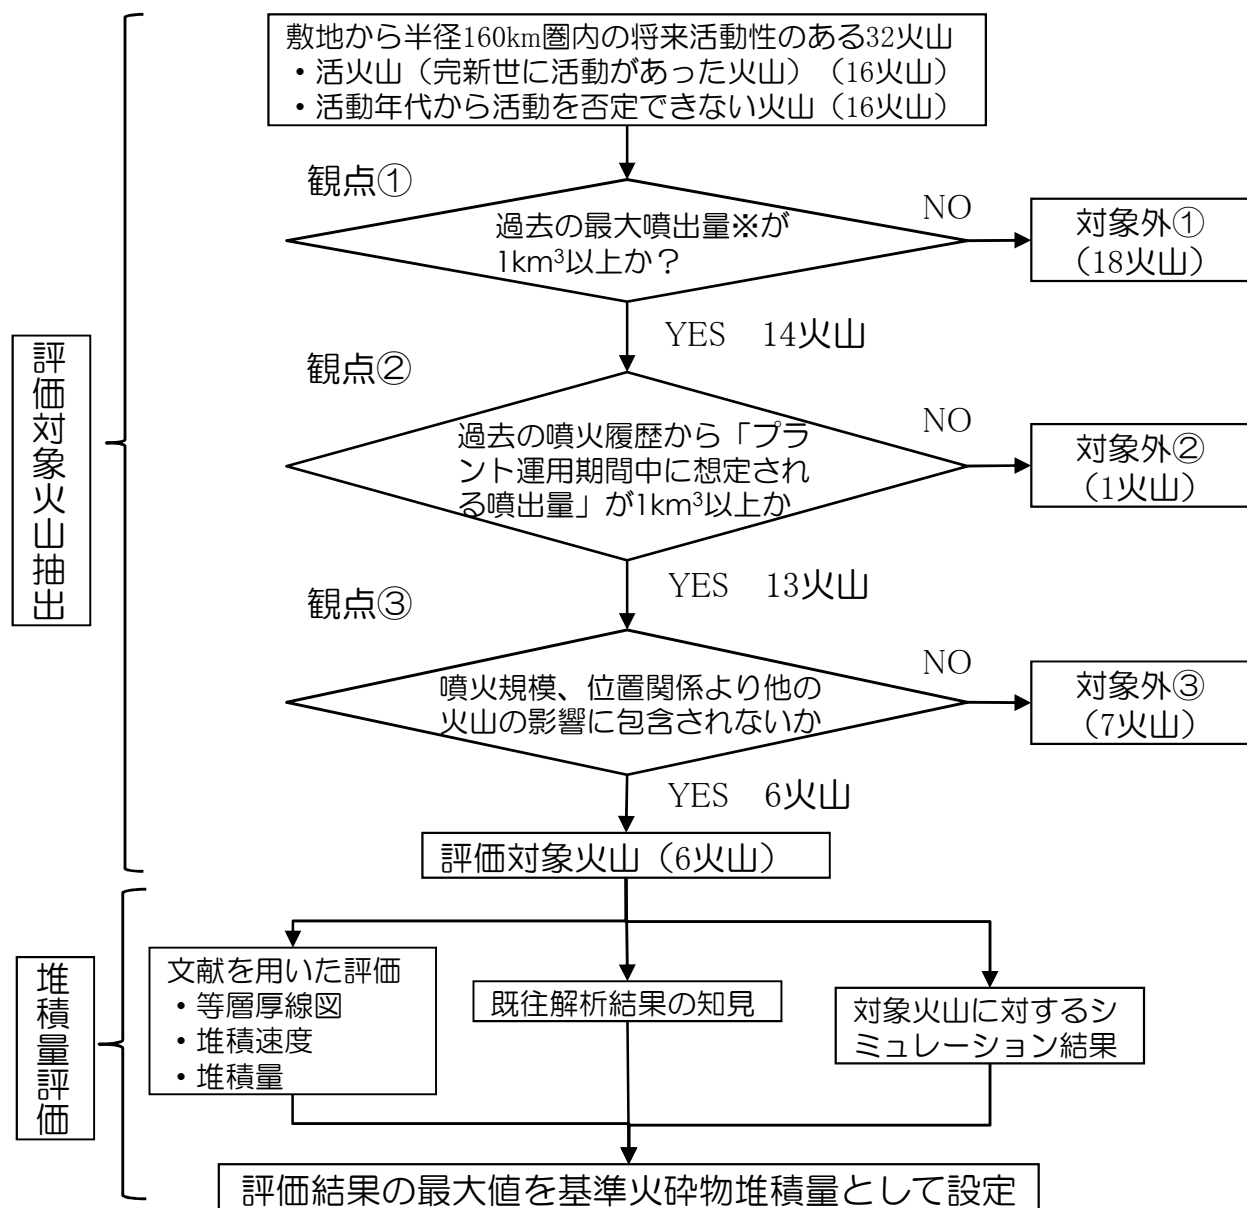 敷地から半径160km圏内の将来活動性のある32火山
・活火山（完新世に活動があった火山）（16火山）
・活動年代から活動を否定できない火山（16火山）
観点①
過去の最大噴出量※が
1km³以上か？
NO
対象外①
（18火山）
YES 14火山
観点②
過去の噴火履歴から「プラ
ント運用期間中に想定され
る噴出量」が1km³以上か
NO
対象外②
（1火山）
YES 13火山
観点③
噴火規模、位置関係より他の
火山の影響に包含されないか
NO
対象外③
（7火山）
YES 6火山
評価対象火山（6火山）
評価対象火山抽出
文献を用いた評価
・等層厚線図
・堆積速度
・堆積量
既往解析結果の知見
対象火山に対するシ
ミュレーション結果
堆積量評価
評価結果の最大値を基準火砕物堆積量として設定